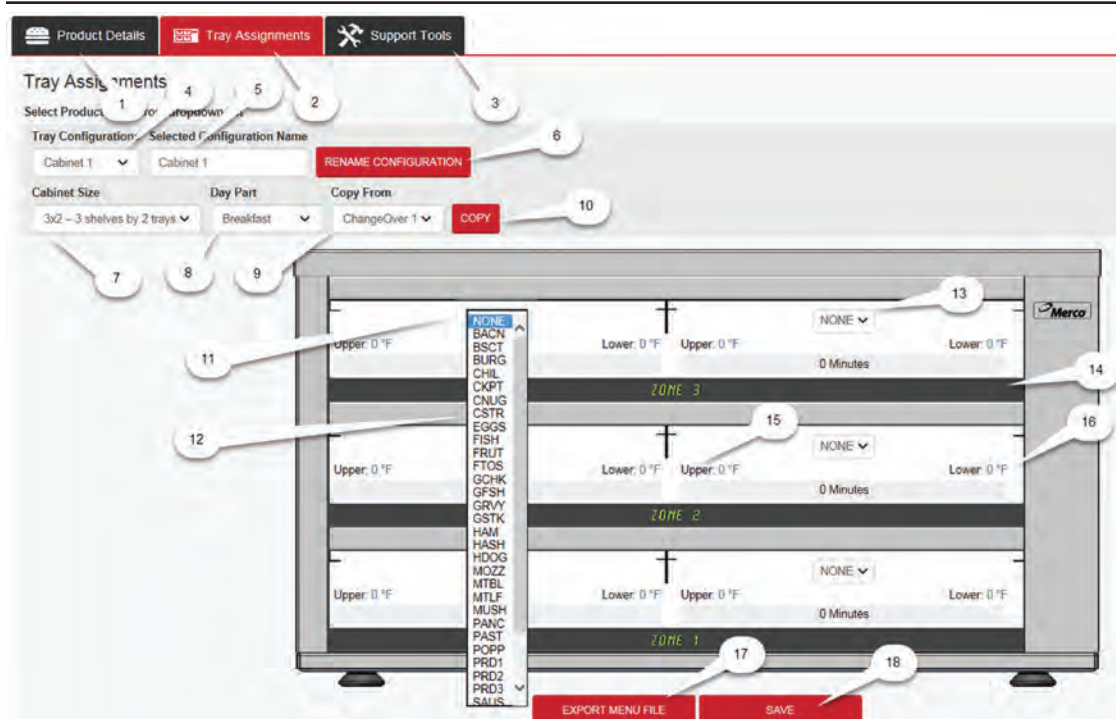 Product Details Tray Assignments Support Tools
Tray Assignments
1 4 5 2 3
Select Product dropdown
Tray Configurations Selected Configuration Name
6
Cabinet 1 Cabinet 1 RENAME CONFIGURATION
Cabinet Size Day Part Copy From
10
3x2 – 3 shelves by 2 trays Breakfast ChangeOver 1 COPY
7 8 9
13
Merco
NONE
11
Upper: 0 °F Lower: 0 °F Upper: 0 °F Lower: 0 °F
0 Minutes
14
ZONE 3
15
16
12
NONE
Upper: 0 °F Lower: 0 °F Upper: 0 °F Lower: 0 °F
0 Minutes
ZONE 2
NONE
Upper: 0 °F Lower: 0 °F Upper: 0 °F Lower: 0 °F
0 Minutes
ZONE 1
NONE
BACN
BSCT
BURG
CHIL
CKPT
CNUG
CSTR
EGGS
FISH
FRUT
FTOS
GCHK
GFSH
GRVY
GSTK
HAM
HASH
HDOG
MOZZ
MTBL
MTLF
MUSH
PANC
PAST
POPP
PRD1
PRD2
PRD3
SAUS
17
18
EXPORT MENU FILE SAVE